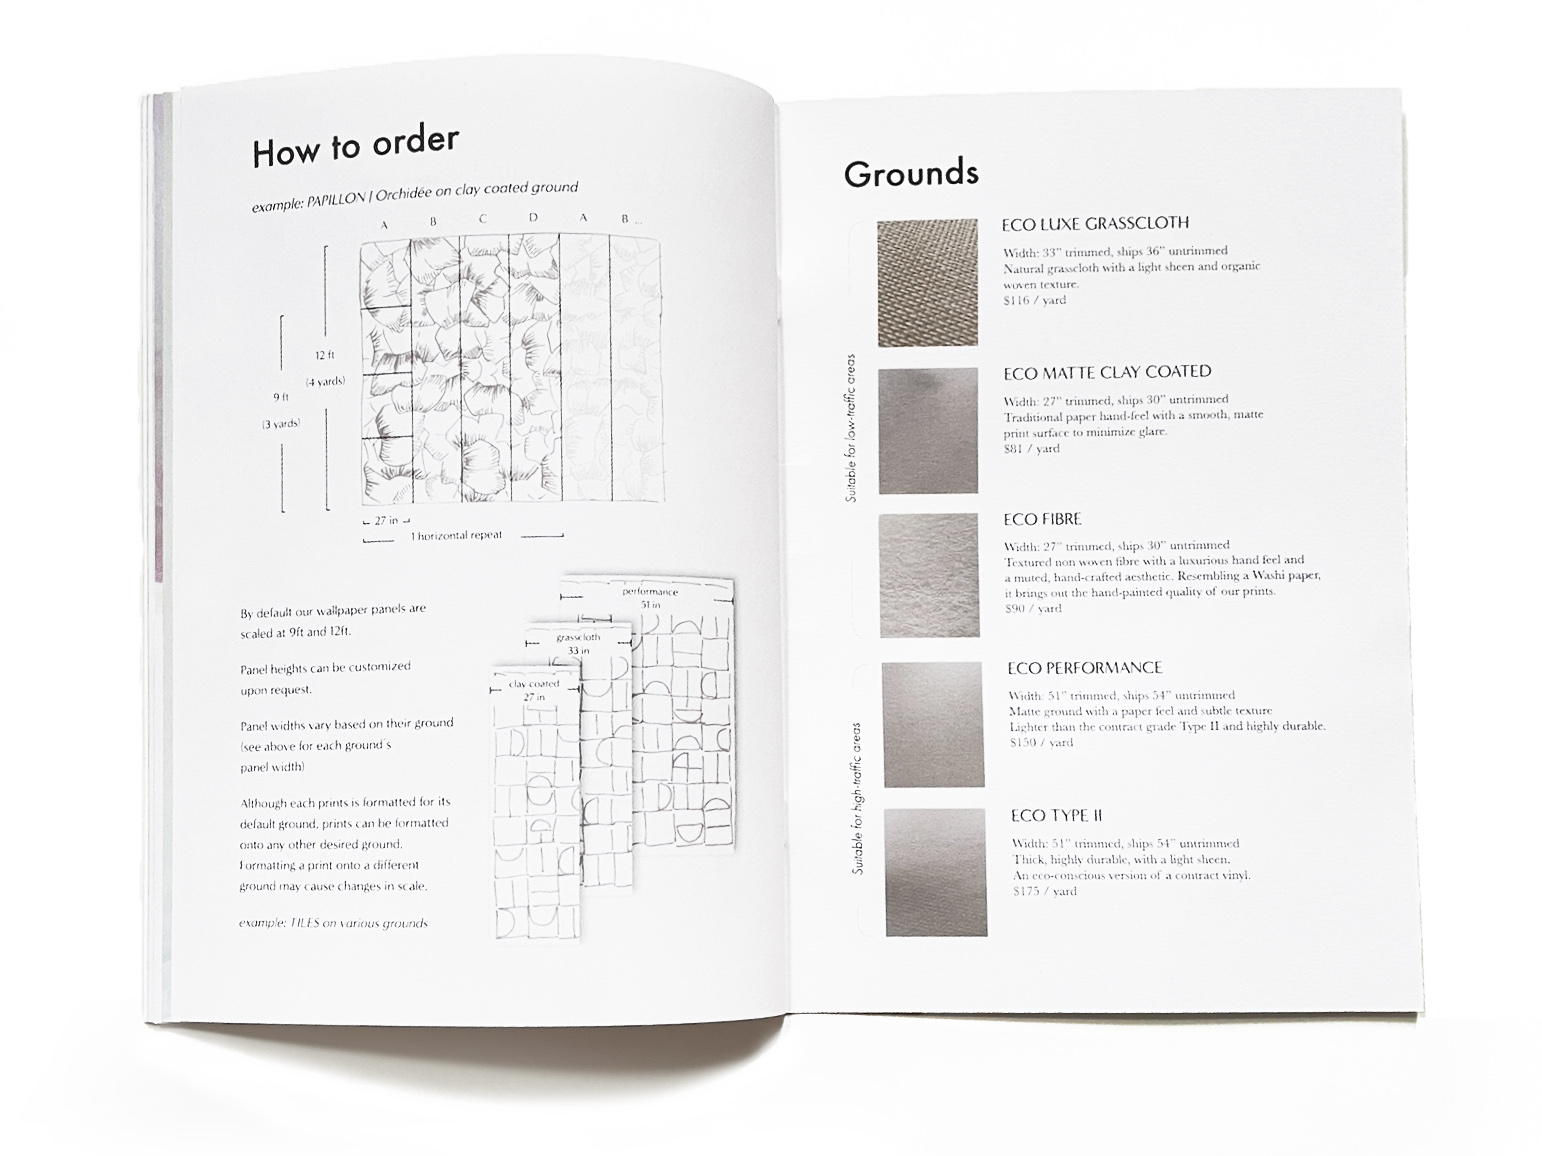 How to order
example: PAPILLON | Orchidée on clay coated ground
A B C D A B ...
12 ft
(4 yards)
9 ft
(3 yards)
27 in
1 horizontal repeat
By default our wallpaper panels are
scaled at 9ft and 12ft.
Panel heights can be customized
upon request.
Panel widths vary based on their ground
(see above for each ground's
panel width)
Although each prints is formatted for its
default ground, prints can be formatted
onto any other desired ground.
Formatting a print onto a different
ground may cause changes in scale.
example: TILES on various grounds
performance
51 in
grasscloth
33 in
clay coated
27 in
Grounds
Suitable for low-traffic areas
ECO LUXE GRASSCLOTH
Width: 33" trimmed, ships 36" untrimmed
Natural grasscloth with a light sheen and organic
woven texture.
$116 / yard
ECO MATTE CLAY COATED
Width: 27" trimmed, ships 30" untrimmed
Traditional paper hand-feel with a smooth, matte
print surface to minimize glare.
$81 / yard
ECO FIBRE
Width: 27" trimmed, ships 30" untrimmed
Textured non woven fibre with a luxurious hand feel and
a muted, hand-crafted aesthetic. Resembling a Washi paper,
it brings out the hand-painted quality of our prints.
$90 / yard
Suitable for high-traffic areas
ECO PERFORMANCE
Width: 51" trimmed, ships 54" untrimmed
Matte ground with a paper feel and subtle texture
Lighter than the contract grade Type II and highly durable.
$150 / yard
ECO TYPE II
Width: 51" trimmed, ships 54" untrimmed
Thick, highly durable, with a light sheen.
An eco-conscious version of a contract vinyl.
$175 / yard